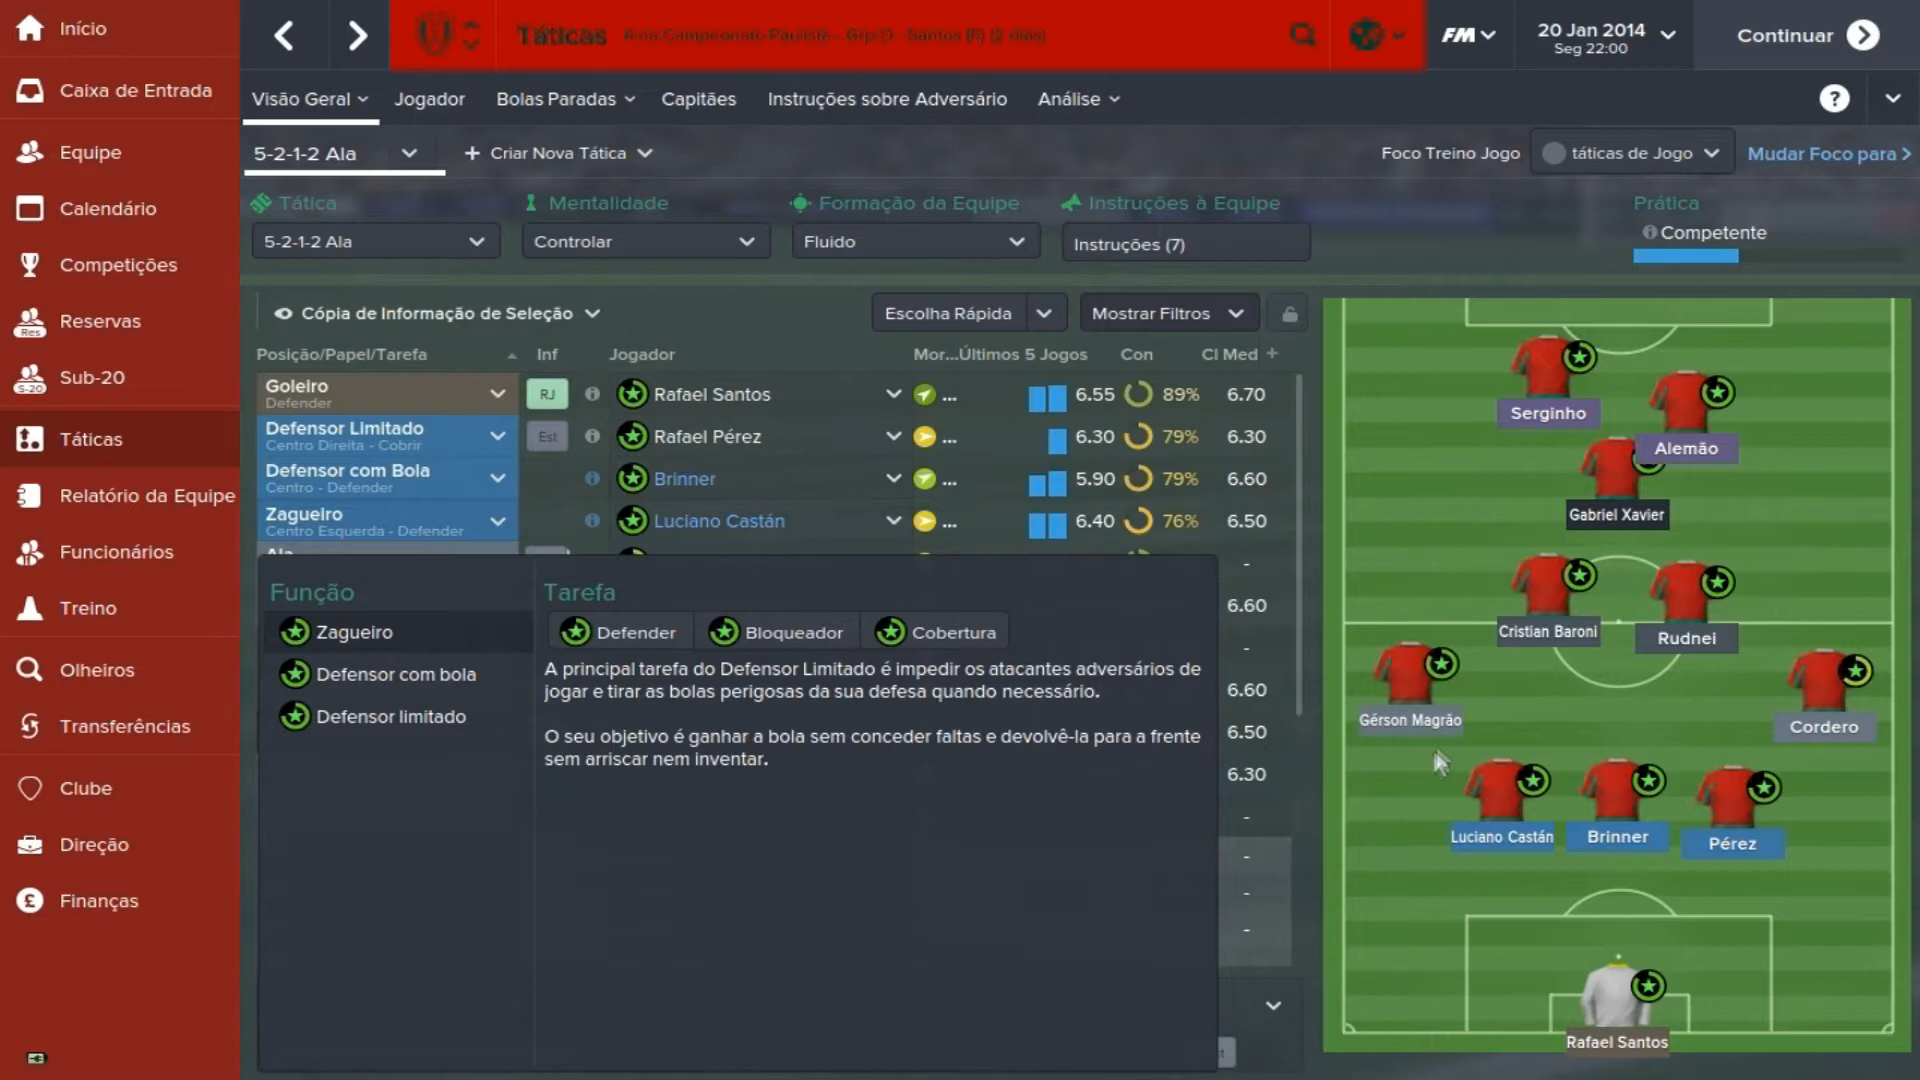 Início
Caixa de Entrada
Equipe
Calendário
Competições
Res
Reservas
S-20
Sub-20
Táticas
Relatório da Equipe
Funcionários
Treino
Olheiros
Transferências
Clube
Direção
Finanças
Táticas
FM
20 Jan 2014
Seg 22:00
Continuar
Visão Geral
Jogador
Bolas Paradas
Capitães
Instruções sobre Adversário
Análise
?
5-2-1-2 Ala
+ Criar Nova Tática
Foco Treino Jogo
táticas de Jogo
Mudar Foco para >
Tática
Mentalidade
Formação da Equipe
Instruções à Equipe
Prática
5-2-1-2 Ala
Controlar
Fluido
Instruções (7)
Competente
Cópia de Informação de Seleção
Escolha Rápida
Mostrar Filtros
Posição/Papel/Tarefa Inf Jogador Mor...Últimos 5 Jogos Con Cl Med +
Goleiro
Defender
RJ Rafael Santos ... 6.55 89% 6.70
Defensor Limitado
Centro Direita - Cobrir
Est Rafael Pérez ... 6.30 79% 6.30
Defensor com Bola
Centro - Defender
Brinner ... 5.90 79% 6.60
Zagueiro
Centro Esquerda - Defender
Luciano Castán ... 6.40 76% 6.50
-
6.60
-
6.60
6.50
6.30
-
-
-
-
Função
Zagueiro
Defensor com bola
Defensor limitado
Tarefa
Defender Bloqueador Cobertura
A principal tarefa do Defensor Limitado é impedir os atacantes adversários de
jogar e tirar as bolas perigosas da sua defesa quando necessário.
O seu objetivo é ganhar a bola sem conceder faltas e devolvê-la para a frente
sem arriscar nem inventar.
Serginho
Alemão
Gabriel Xavier
Cristian Baroni
Rudnei
Gérson Magrão
Cordero
Luciano Castán
Brinner
Pérez
Rafael Santos